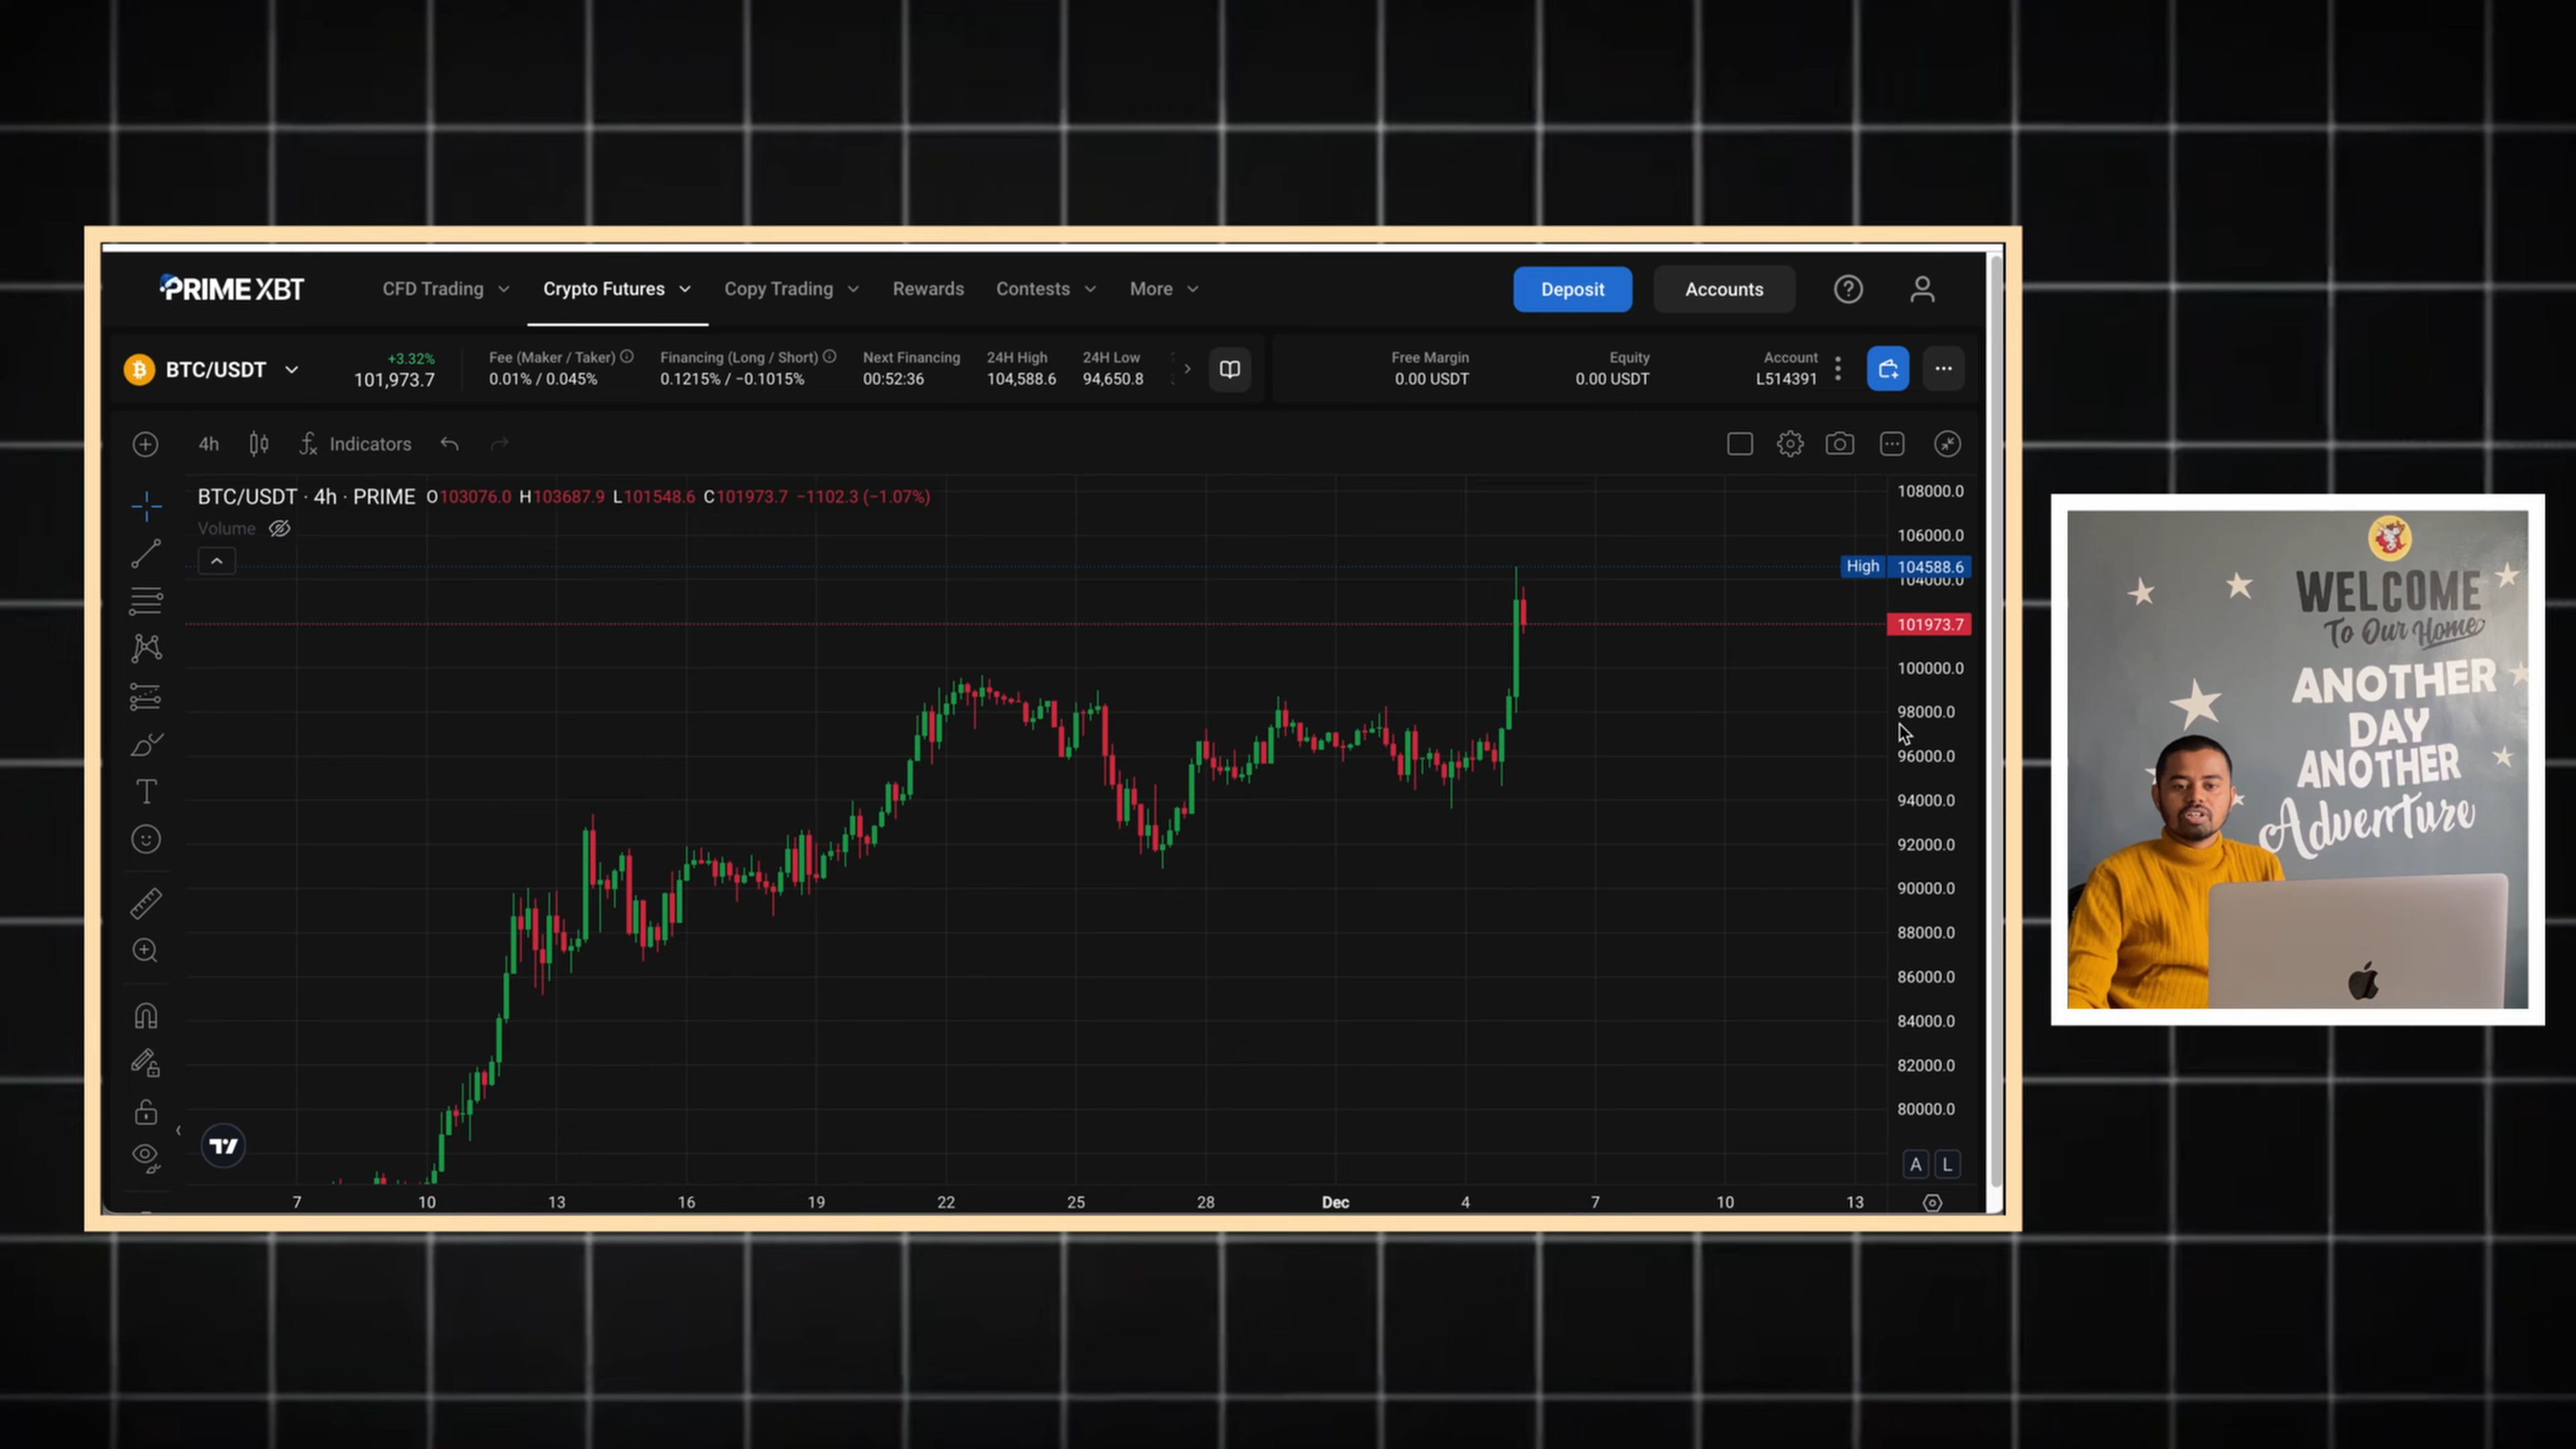 PRIME XBT
CFD Trading
Crypto Futures
Copy Trading
Rewards
Contests
More
Deposit
Accounts
BTC/USDT
+3.32%
101,973.7
Fee (Maker / Taker)
0.01% / 0.045%
Financing (Long / Short)
0.1215% / −0.1015%
Next Financing
00:52:36
24H High
104,588.6
24H Low
94,650.8
Free Margin
0.00 USDT
Equity
0.00 USDT
Account
L514391
4h
Indicators
BTC/USDT · 4h · PRIME O103076.0 H103687.9 L101548.6 C101973.7 −1102.3 (−1.07%)
Volume
108000.0
106000.0
High 104588.6
104000.0
101973.7
100000.0
98000.0
96000.0
94000.0
92000.0
90000.0
88000.0
86000.0
84000.0
82000.0
80000.0
A L
7 10 13 16 19 22 25 28 Dec 4 7 10 13
WELCOME
To Our Home
ANOTHER
DAY
ANOTHER
Adventure